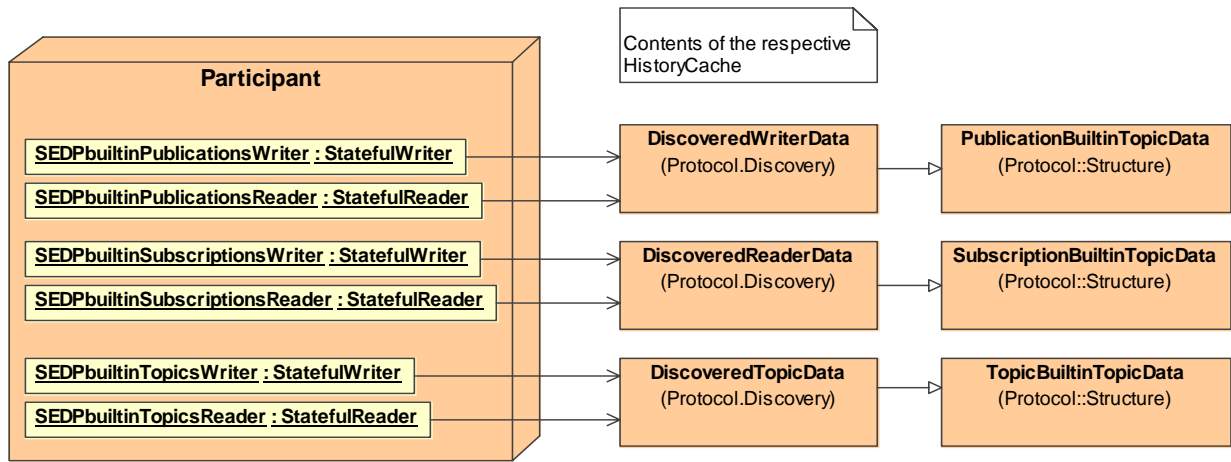 Contents of the respective
HistoryCache
Participant
SEDPbuiltinPublicationsWriter : StatefulWriter
SEDPbuiltinPublicationsReader : StatefulReader
SEDPbuiltinSubscriptionsWriter : StatefulWriter
SEDPbuiltinSubscriptionsReader : StatefulReader
SEDPbuiltinTopicsWriter : StatefulWriter
SEDPbuiltinTopicsReader : StatefulReader
DiscoveredWriterData
(Protocol.Discovery)
PublicationBuiltinTopicData
(Protocol::Structure)
DiscoveredReaderData
(Protocol.Discovery)
SubscriptionBuiltinTopicData
(Protocol::Structure)
DiscoveredTopicData
(Protocol.Discovery)
TopicBuiltinTopicData
(Protocol::Structure)